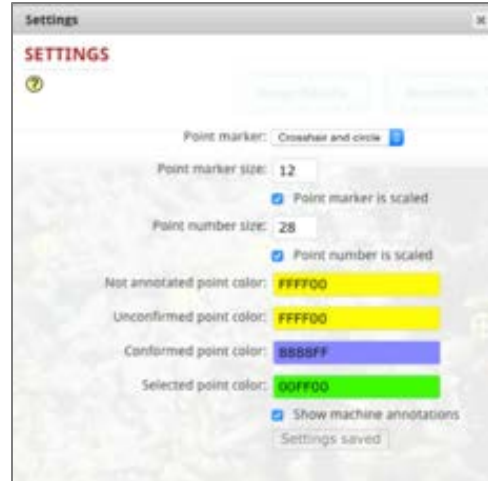 Settings
SETTINGS
Point marker: Crosshair and circle
Point marker size: 12
Point marker is scaled
Point number size: 28
Point number is scaled
Not annotated point color: FFFF00
Unconfirmed point color: FFFF00
Conformed point color: 8888FF
Selected point color: 00FF00
Show machine annotations
Settings saved